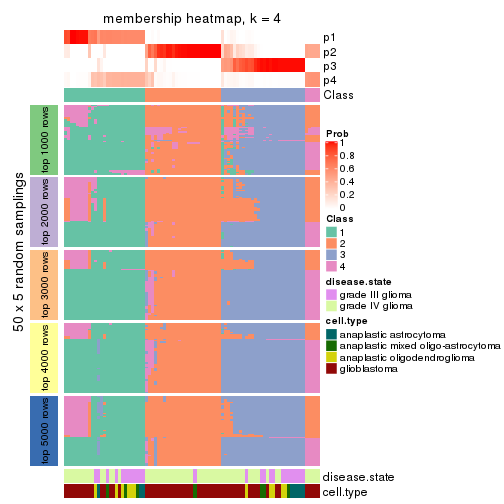 membership heatmap, k = 4
p1
p2
p3
p4
Class
50 x 5 random samplings
top 1000 rows
top 2000 rows
top 3000 rows
top 4000 rows
top 5000 rows
disease.state
cell.type
Prob
1
0.8
0.6
0.4
0.2
0
Class
1
2
3
4
disease.state
grade III glioma
grade IV glioma
cell.type
anaplastic astrocytoma
anaplastic mixed oligo-astrocytoma
anaplastic oligodendroglioma
glioblastoma